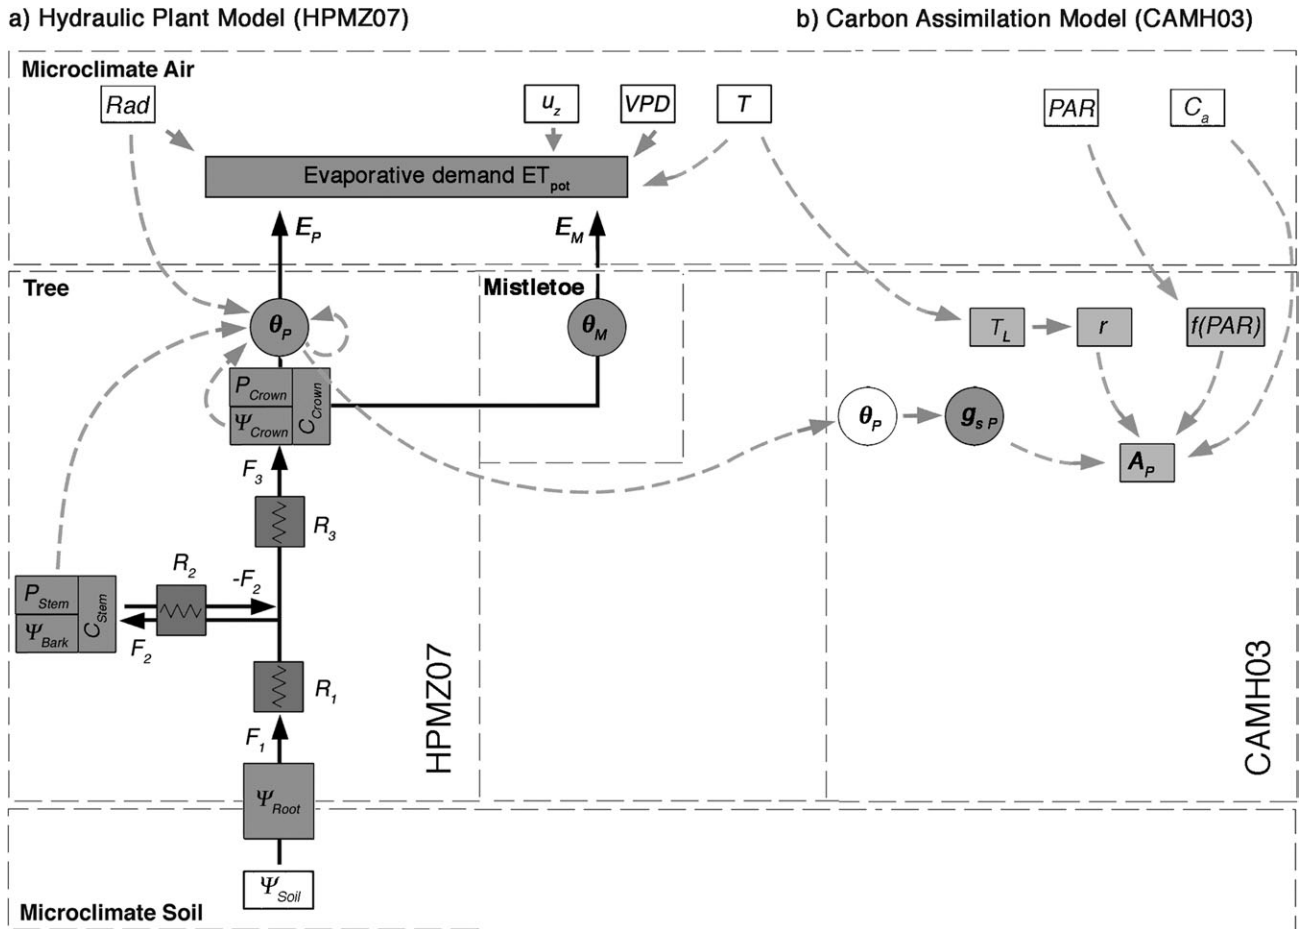 a) Hydraulic Plant Model (HPMZ07)
b) Carbon Assimilation Model (CAMH03)
Microclimate Air
Rad
u_z
VPD
T
PAR
C_a
Evaporative demand ET_pot
E_P
E_M
Tree
Mistletoe
θ_P
θ_M
T_L
r
f(PAR)
P_Crown
Ψ_Crown
C_Crown
θ_P
g_s P
A_P
F_3
R_3
R_2
-F_2
P_Stem
Ψ_Bark
C_Stem
F_2
R_1
F_1
HPMZ07
CAMH03
Ψ_Root
Ψ_Soil
Microclimate Soil